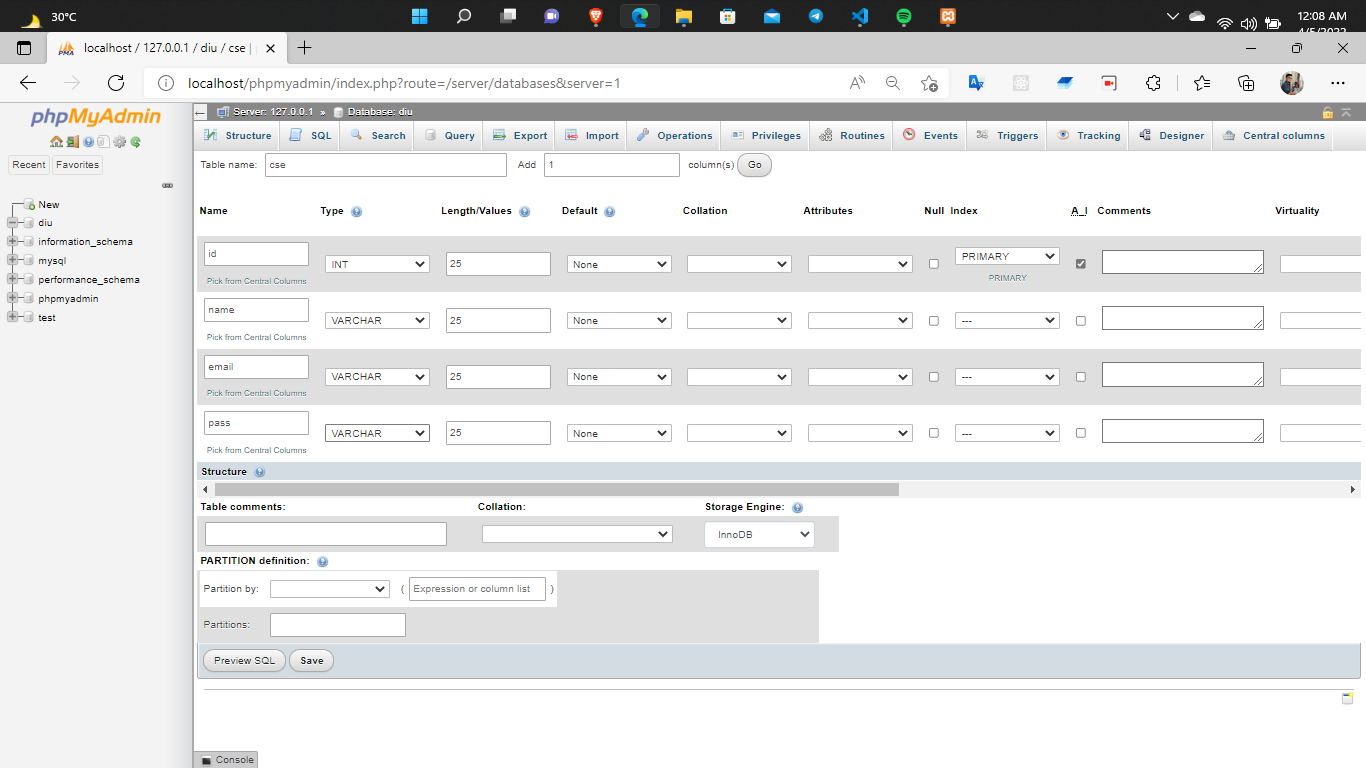 30°C
12:08 AM
4/5/2022
localhost / 127.0.0.1 / diu / cse |
localhost/phpmyadmin/index.php?route=/server/databases&server=1
phpMyAdmin
Recent Favorites
New
diu
information_schema
mysql
performance_schema
phpmyadmin
test
Server: 127.0.0.1 » Database: diu
Structure SQL Search Query Export Import Operations Privileges Routines Events Triggers Tracking Designer Central columns
Table name: cse Add 1 column(s) Go
Name Type Length/Values Default Collation Attributes Null Index A_I Comments Virtuality
id INT 25 None PRIMARY
Pick from Central Columns PRIMARY
name VARCHAR 25 None ---
Pick from Central Columns
email VARCHAR 25 None ---
Pick from Central Columns
pass VARCHAR 25 None ---
Pick from Central Columns
Structure
Table comments: Collation: Storage Engine:
InnoDB
PARTITION definition:
Partition by: ( Expression or column list )
Partitions:
Preview SQL Save
Console